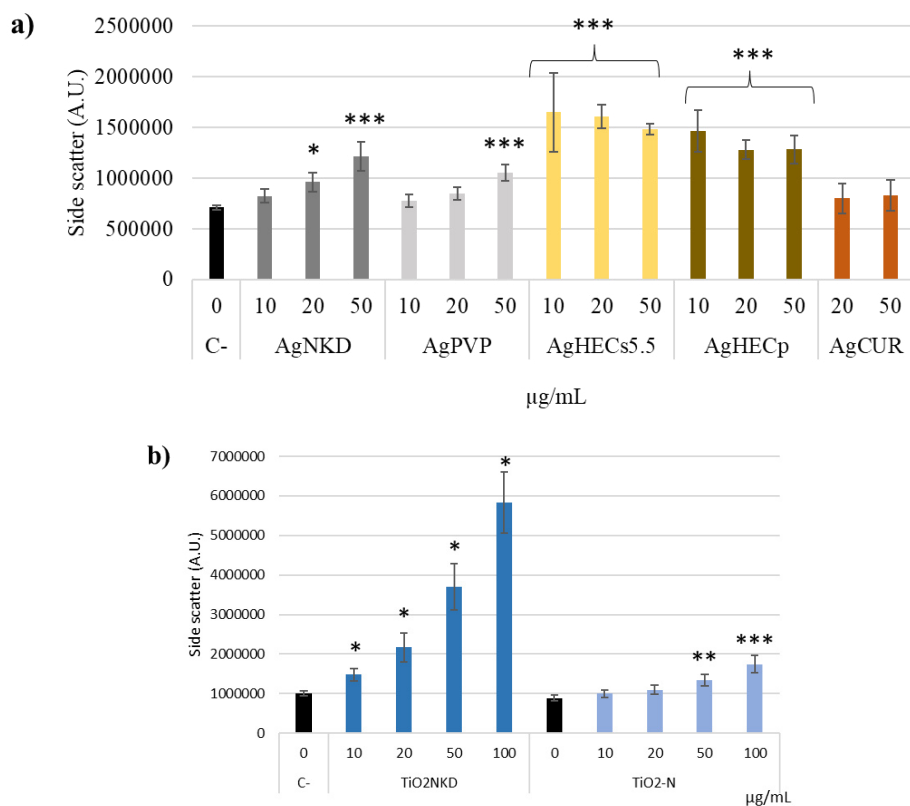 a)
Side scatter (A.U.)
2500000
2000000
1500000
1000000
500000
0
* *** *** *** ***
0 10 20 50 10 20 50 10 20 50 10 20 50 20 50
C- AgNKD AgPVP AgHECs5.5 AgHECp AgCUR
µg/mL
b)
Side scatter (A.U.)
7000000
6000000
5000000
4000000
3000000
2000000
1000000
0
* * * * ** ***
0 10 20 50 100 0 10 20 50 100
C- TiO2NKD TiO2-N
µg/mL